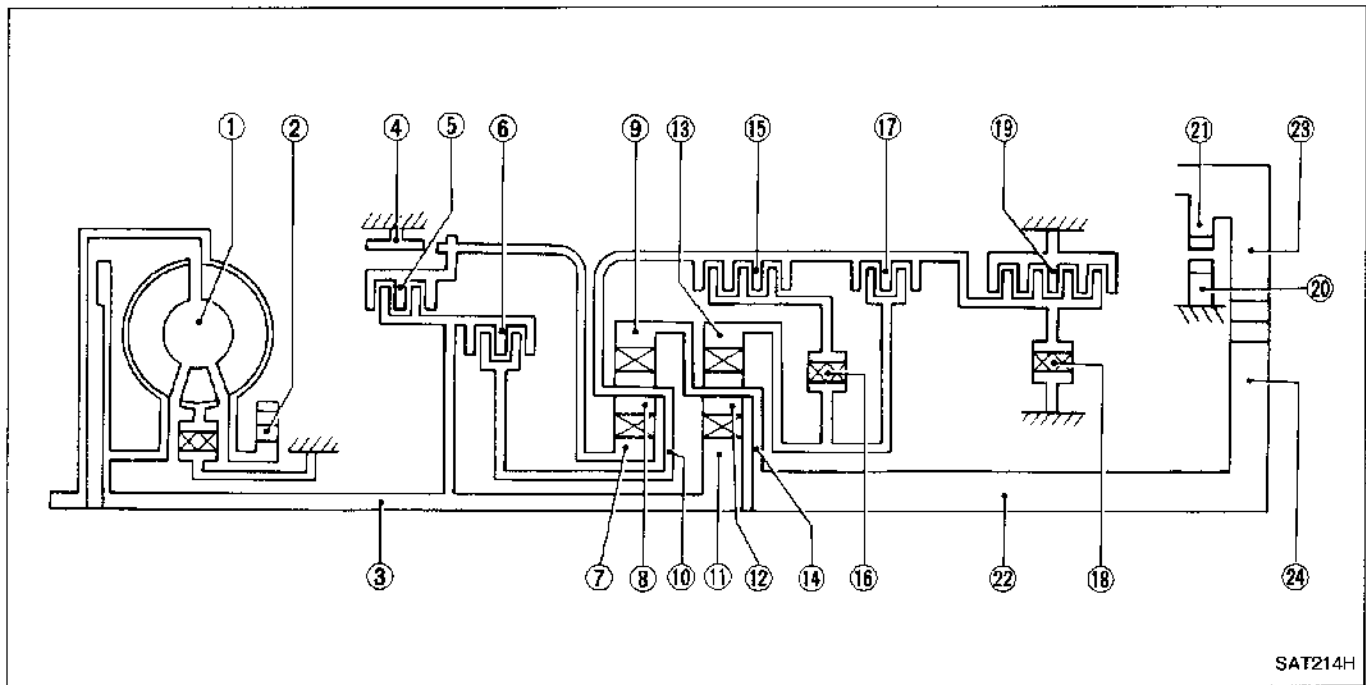 ① ② ④ ⑤ ⑥ ⑨ ⑬ ⑮ ⑰ ⑲ ㉑ ㉓
⑳
⑦ ⑧ ⑩ ⑪ ⑫ ⑭ ⑯ ㉒ ⑱ ㉔
③
SAT214H